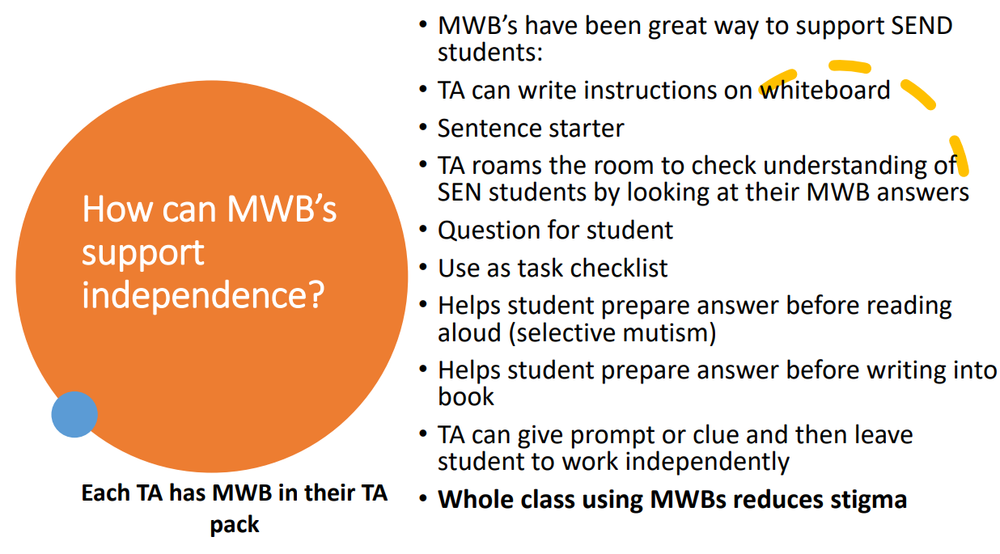 How can MWB’s
support
independence?
Each TA has MWB in their TA
pack
• MWB’s have been great way to support SEND
students:
• TA can write instructions on whiteboard
• Sentence starter
• TA roams the room to check understanding of
SEN students by looking at their MWB answers
• Question for student
• Use as task checklist
• Helps student prepare answer before reading
aloud (selective mutism)
• Helps student prepare answer before writing into
book
• TA can give prompt or clue and then leave
student to work independently
• Whole class using MWBs reduces stigma